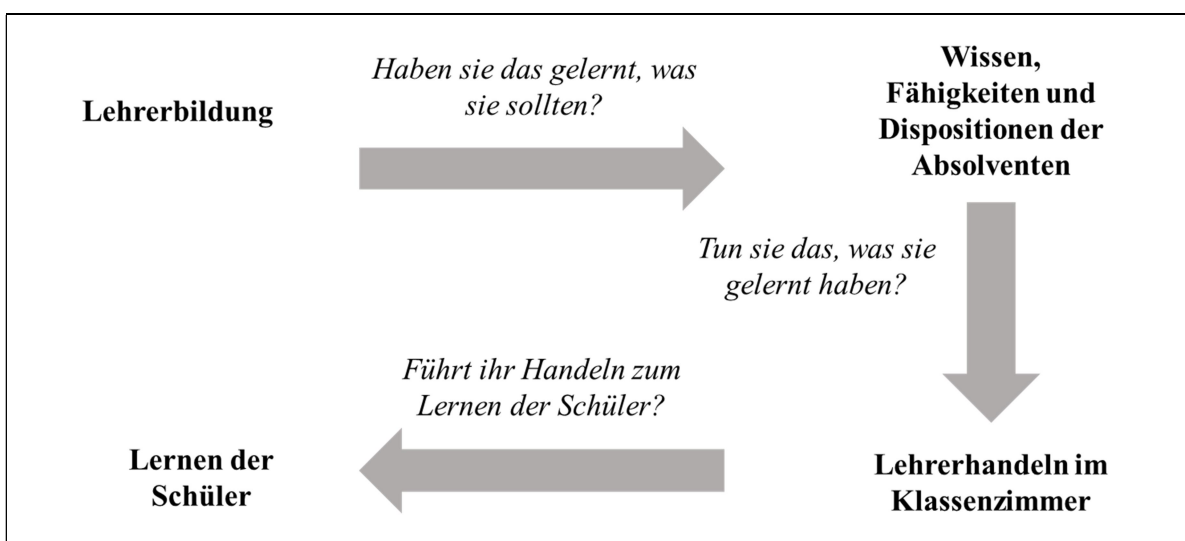 Lehrerbildung
Haben sie das gelernt, was
sie sollten?
Wissen,
Fähigkeiten und
Dispositionen der
Absolventen
Tun sie das, was sie
gelernt haben?
Lehrerhandeln im
Klassenzimmer
Führt ihr Handeln zum
Lernen der Schüler?
Lernen der
Schüler